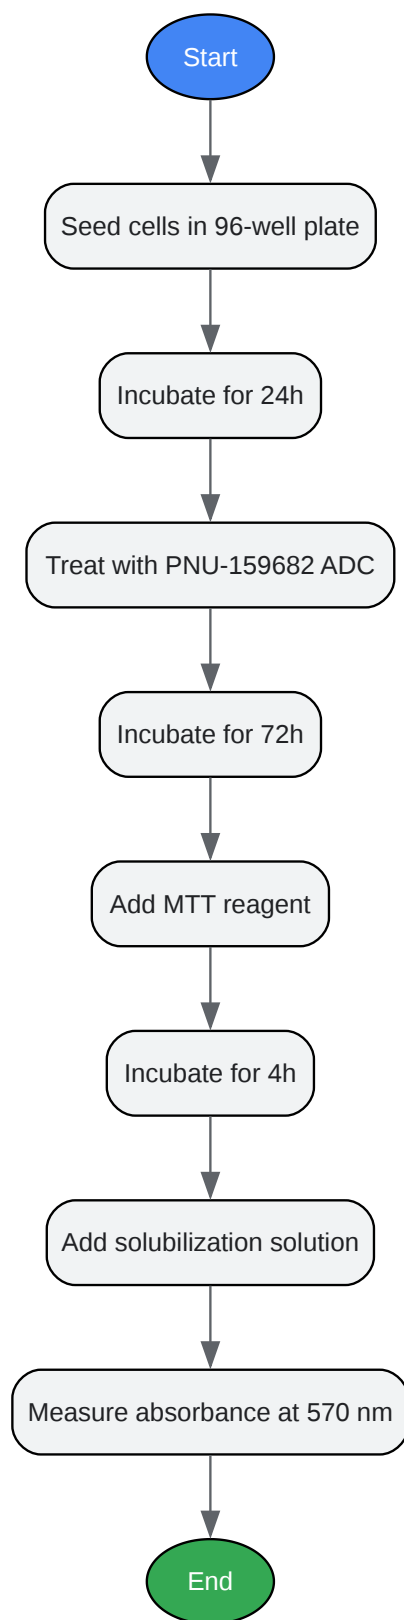 Start
Seed cells in 96-well plate
Incubate for 24h
Treat with PNU-159682 ADC
Incubate for 72h
Add MTT reagent
Incubate for 4h
Add solubilization solution
Measure absorbance at 570 nm
End